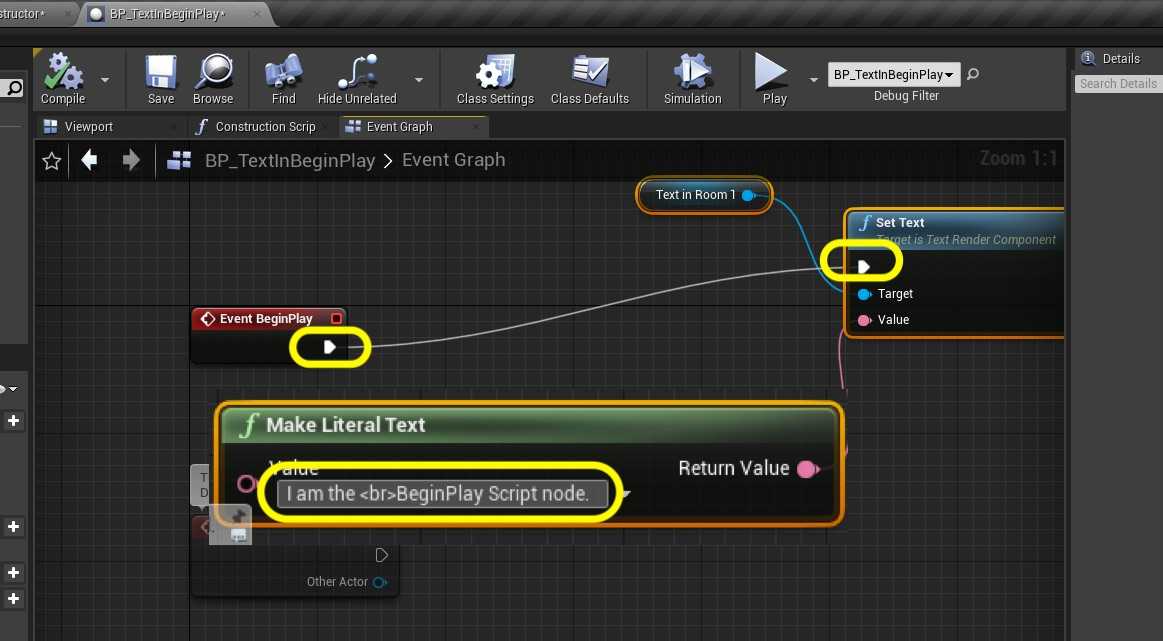 structor*
BP_TextInBeginPlay*
Compile
Save
Browse
Find
Hide Unrelated
Class Settings
Class Defaults
Simulation
Play
BP_TextInBeginPlay
Debug Filter
Details
Search Details
Viewport
Construction Scrip
Event Graph
BP_TextInBeginPlay > Event Graph
Zoom 1:1
Text in Room 1
f Set Text
Target is Text Render Component
Target
Value
Event BeginPlay
f Make Literal Text
Value
Return Value
I am the <br>BeginPlay Script node.
T
D
Other Actor